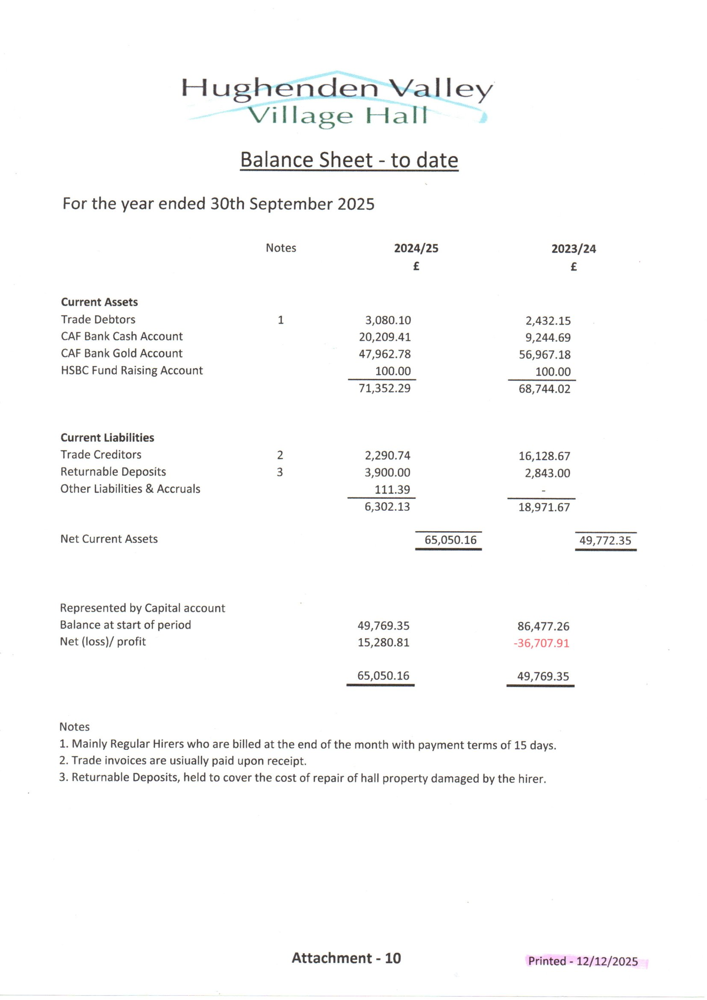 Hughenden Valley
Village Hall
Balance Sheet - to date
For the year ended 30th September 2025
Notes 2024/25 2023/24
£ £
Current Assets
Trade Debtors 1 3,080.10 2,432.15
CAF Bank Cash Account 20,209.41 9,244.69
CAF Bank Gold Account 47,962.78 56,967.18
HSBC Fund Raising Account 100.00 100.00
71,352.29 68,744.02
Current Liabilities
Trade Creditors 2 2,290.74 16,128.67
Returnable Deposits 3 3,900.00 2,843.00
Other Liabilities & Accruals 111.39 -
6,302.13 18,971.67
Net Current Assets 65,050.16 49,772.35
Represented by Capital account
Balance at start of period 49,769.35 86,477.26
Net (loss)/ profit 15,280.81 -36,707.91
65,050.16 49,769.35
Notes
1. Mainly Regular Hirers who are billed at the end of the month with payment terms of 15 days.
2. Trade invoices are usiually paid upon receipt.
3. Returnable Deposits, held to cover the cost of repair of hall property damaged by the hirer.
Attachment - 10
Printed - 12/12/2025